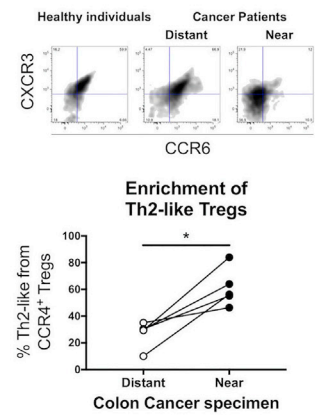 Healthy individuals Cancer Patients
Distant Near
CXCR3
CCR6
Enrichment of
Th2-like Tregs
% Th2-like from
CCR4+ Tregs
*
100
80
60
40
20
0
Distant Near
Colon Cancer specimen